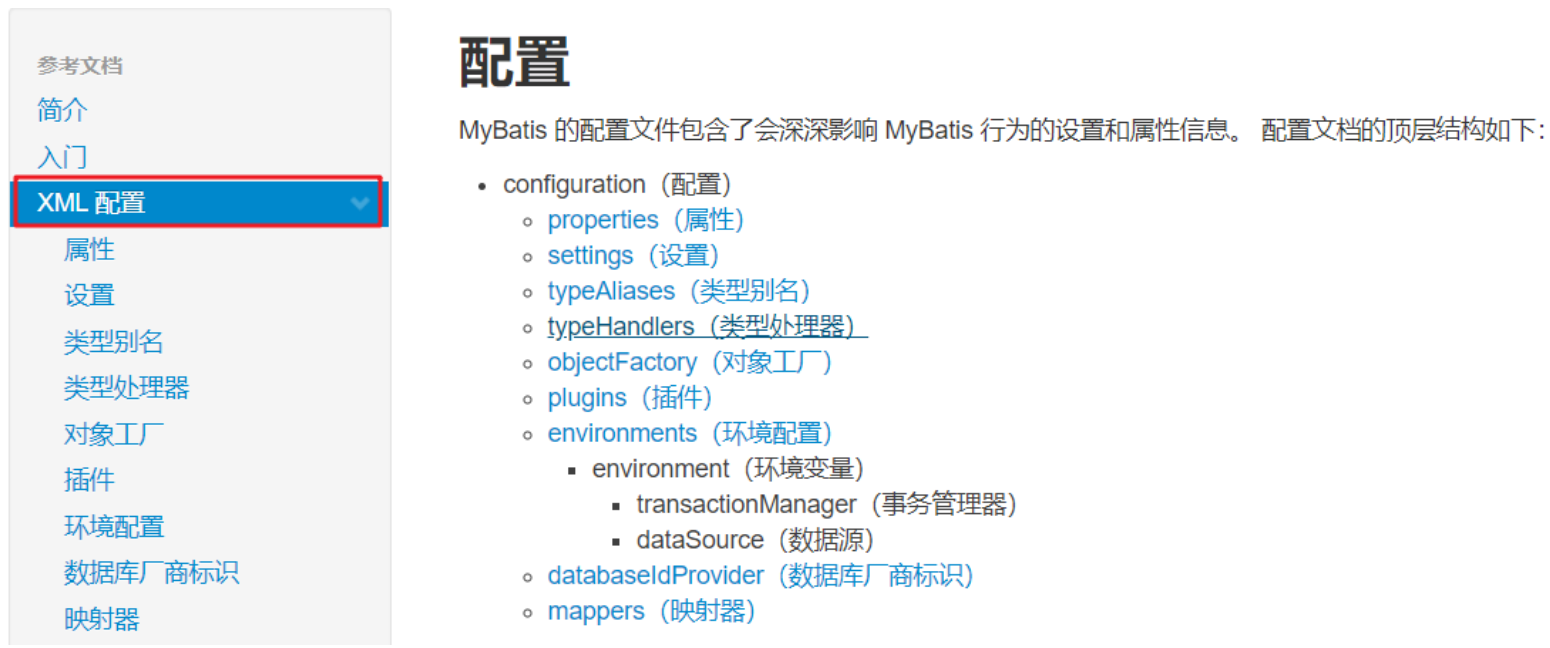 参考文档
简介
入门
XML 配置
属性
设置
类型别名
类型处理器
对象工厂
插件
环境配置
数据库厂商标识
映射器
配置
MyBatis 的配置文件包含了会深深影响 MyBatis 行为的设置和属性信息。 配置文档的顶层结构如下：
configuration（配置）
properties（属性）
settings（设置）
typeAliases（类型别名）
typeHandlers（类型处理器）
objectFactory（对象工厂）
plugins（插件）
environments（环境配置）
environment（环境变量）
transactionManager（事务管理器）
dataSource（数据源）
databaseIdProvider（数据库厂商标识）
mappers（映射器）